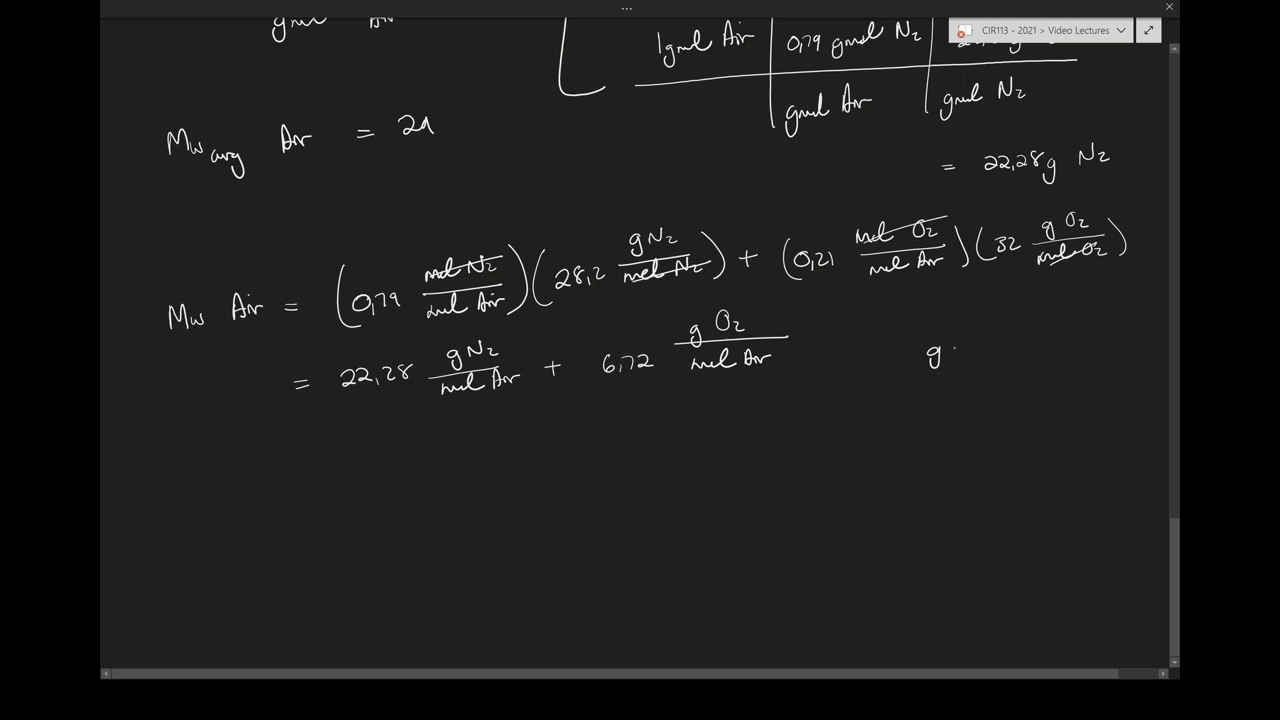 ...
×
CIR113 - 2021 > Video Lectures
gmol Air
1gmol Air | 0,79 gmol N2
gmol Air | gmol N2
Mw avg Air = 29
= 22,28g N2
Mw Air = (0,79 mol N2 / mol Air)(28,2 g N2 / mol N2) + (0,21 mol O2 / mol Air)(32 g O2 / mol O2)
= 22,28 g N2 / mol Air + 6,72 g O2 / mol Air g